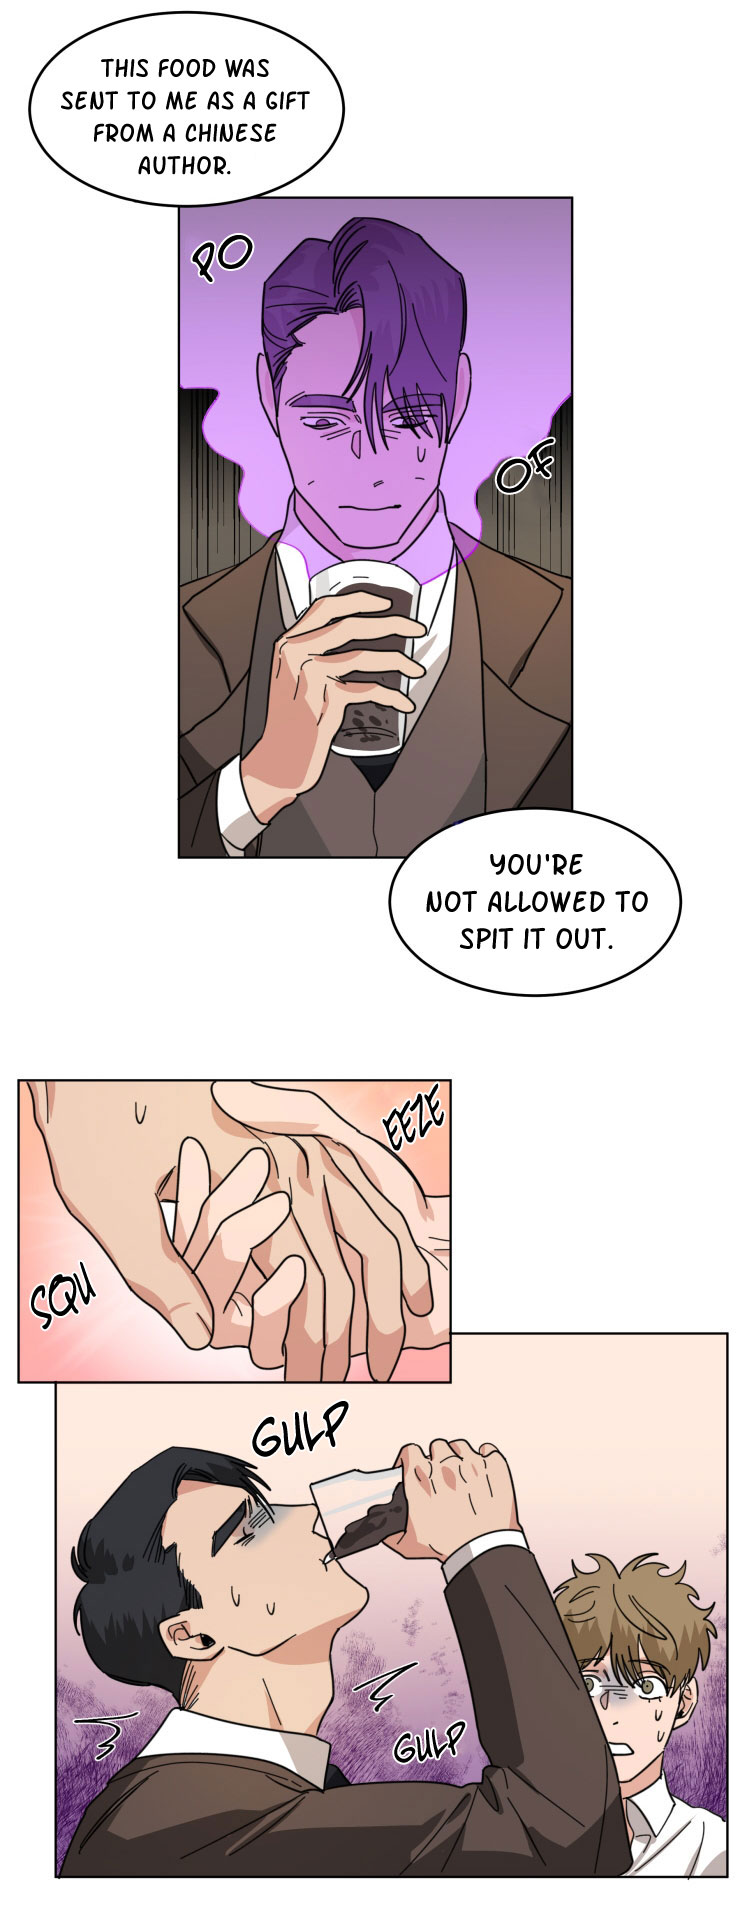 THIS FOOD WAS
SENT TO ME AS A GIFT
FROM A CHINESE
AUTHOR.
PO
OF
YOU'RE
NOT ALLOWED TO
SPIT IT OUT.
SQU
EEZE
GULP
GULP